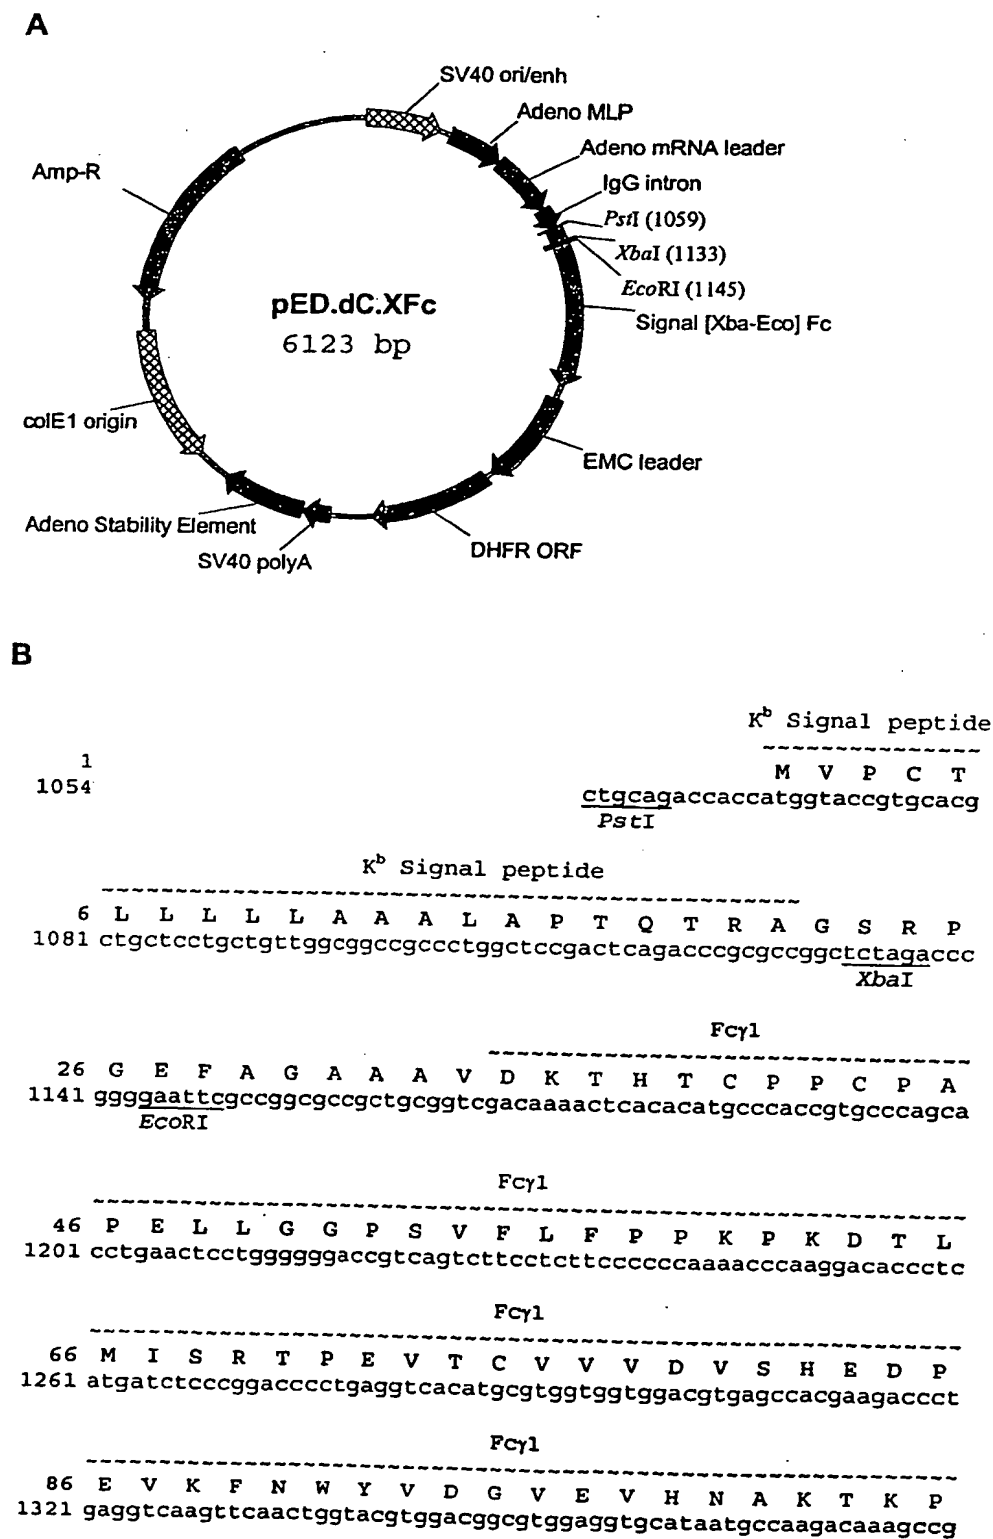 A
SV40 ori/enh
Adeno MLP
Adeno mRNA leader
Amp-R
IgG intron
PstI (1059)
XbaI (1133)
EcoRI (1145)
pED.dC.XFc
6123 bp
Signal [Xba-Eco] Fc
colE1 origin
EMC leader
Adeno Stability Element
SV40 polyA
DHFR ORF
B
Kᵇ Signal peptide
1 M V P C T
1054 ctgcagaccaccatggtaccgtgcacg
PstI
Kᵇ Signal peptide
6 L L L L L A A A L A P T Q T R A G S R P
1081 ctgctcctgctgttggcggccgccctggctccgactcagacccgcgccggctctagaccc
XbaI
Fcγ1
26 G E F A G A A A V D K T H T C P P C P A
1141 ggggaattcgccggcgccgctgcggtcgacaaaactcacacatgcccaccgtgcccagca
EcoRI
Fcγ1
46 P E L L G G P S V F L F P P K P K D T L
1201 cctgaactcctggggggaccgtcagtcttcctcttccccccaaaacccaaggacaccctc
Fcγ1
66 M I S R T P E V T C V V V D V S H E D P
1261 atgatctcccggacccctgaggtcacatgcgtggtggtggacgtgagccacgaagaccct
Fcγ1
86 E V K F N W Y V D G V E V H N A K T K P
1321 gaggtcaagttcaactggtacgtggacggcgtggaggtgcataatgccaagacaaagccg